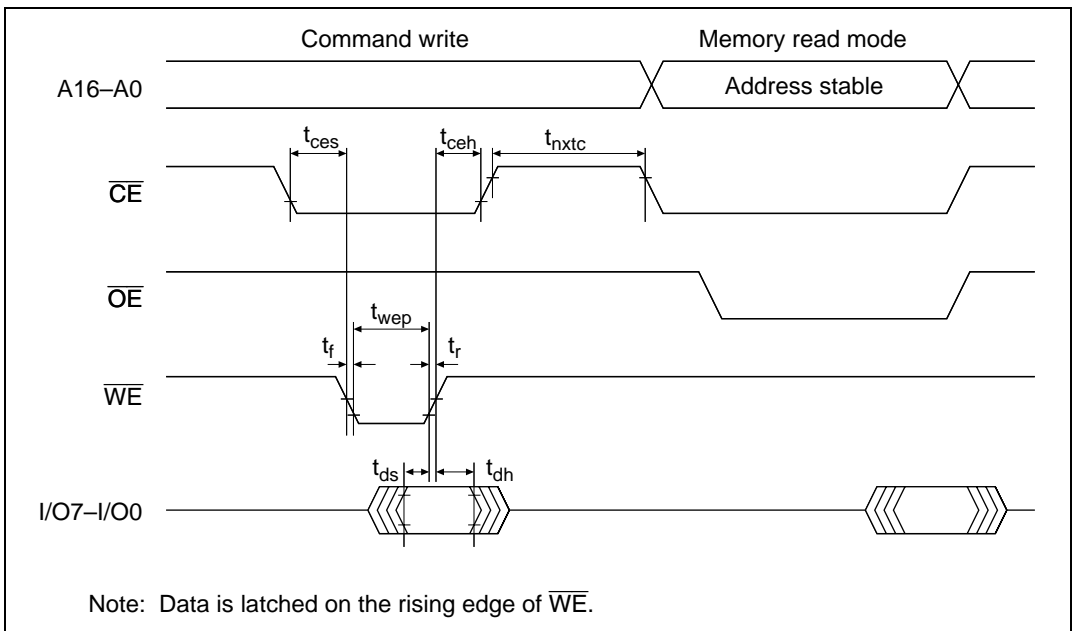 Command write Memory read mode
A16–A0 Address stable
tces tceh tnxtc
CE
OE
twep
tf tr
WE
tds tdh
I/O7–I/O0
Note: Data is latched on the rising edge of WE.